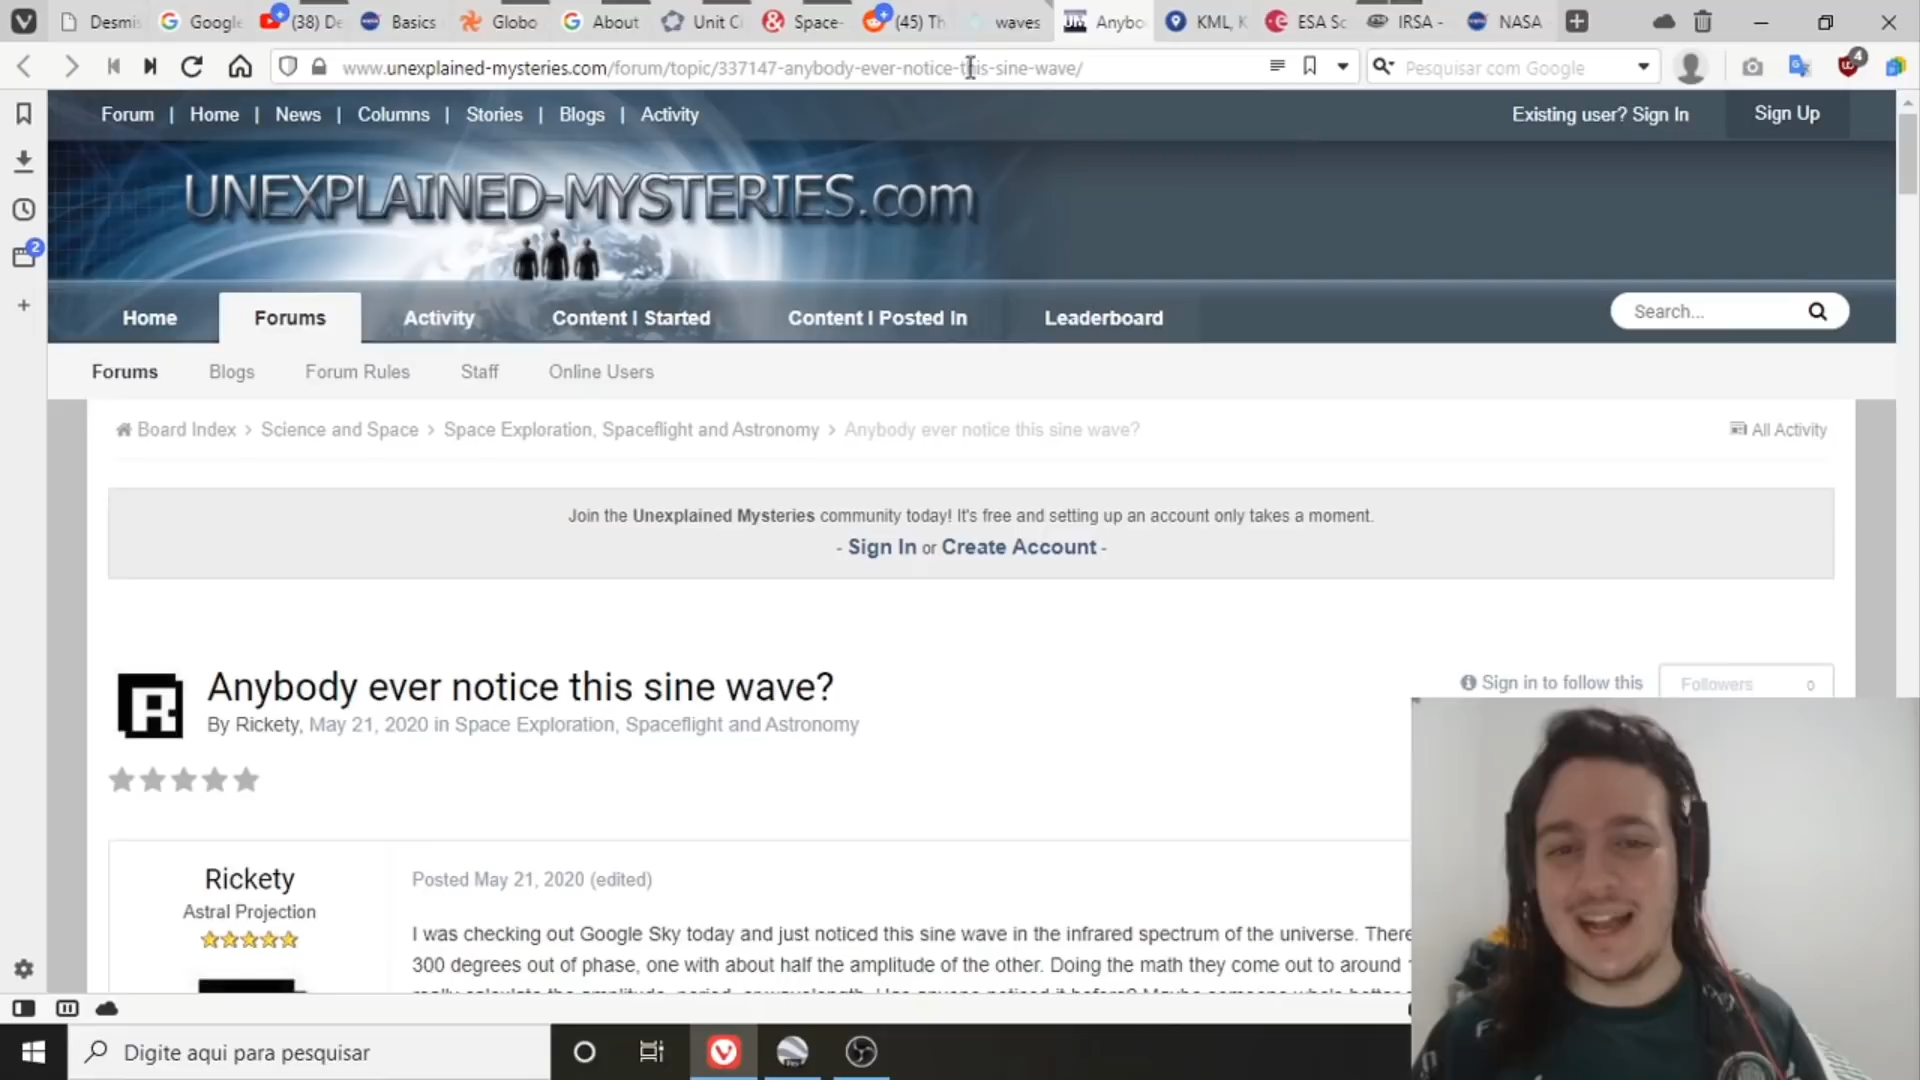 Desmis
Google
(38) De
Basics
Globo
About
Unit C
Space-
(45) Th
waves
Anybo
KML, K
ESA Sc
IRSA -
NASA
www.unexplained-mysteries.com/forum/topic/337147-anybody-ever-notice-this-sine-wave/
Pesquisar com Google
4
Forum | Home | News | Columns | Stories | Blogs | Activity
Existing user? Sign In
Sign Up
UNEXPLAINED-MYSTERIES.com
2
Home
Forums
Activity
Content I Started
Content I Posted In
Leaderboard
Search...
Forums
Blogs
Forum Rules
Staff
Online Users
Board Index > Science and Space > Space Exploration, Spaceflight and Astronomy > Anybody ever notice this sine wave?
All Activity
Join the Unexplained Mysteries community today! It's free and setting up an account only takes a moment.
- Sign In or Create Account -
Anybody ever notice this sine wave?
By Rickety, May 21, 2020 in Space Exploration, Spaceflight and Astronomy
Sign in to follow this
Followers
0
Rickety
Astral Projection
Posted May 21, 2020 (edited)
I was checking out Google Sky today and just noticed this sine wave in the infrared spectrum of the universe. There
300 degrees out of phase, one with about half the amplitude of the other. Doing the math they come out to around
Digite aqui para pesquisar